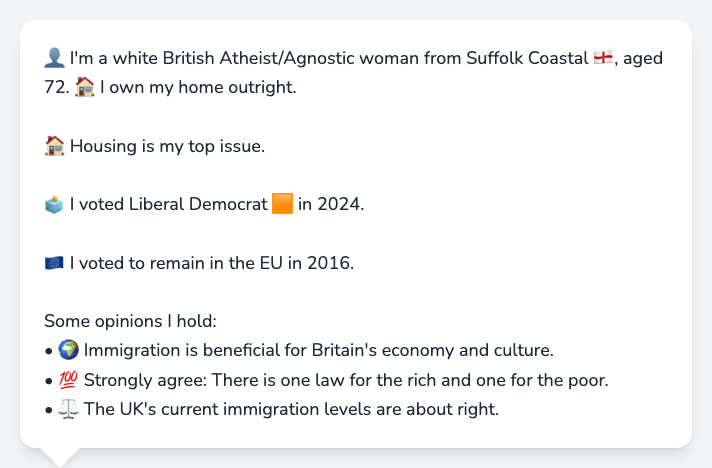 👤 I'm a white British Atheist/Agnostic woman from Suffolk Coastal 🏴󠁧󠁢󠁥󠁮󠁧󠁿, aged
72. 🏠 I own my home outright.
🏠 Housing is my top issue.
🗳️ I voted Liberal Democrat 🟧 in 2024.
🇪🇺 I voted to remain in the EU in 2016.
Some opinions I hold:
• 🌍 Immigration is beneficial for Britain's economy and culture.
• 💯 Strongly agree: There is one law for the rich and one for the poor.
• ⚖️ The UK's current immigration levels are about right.